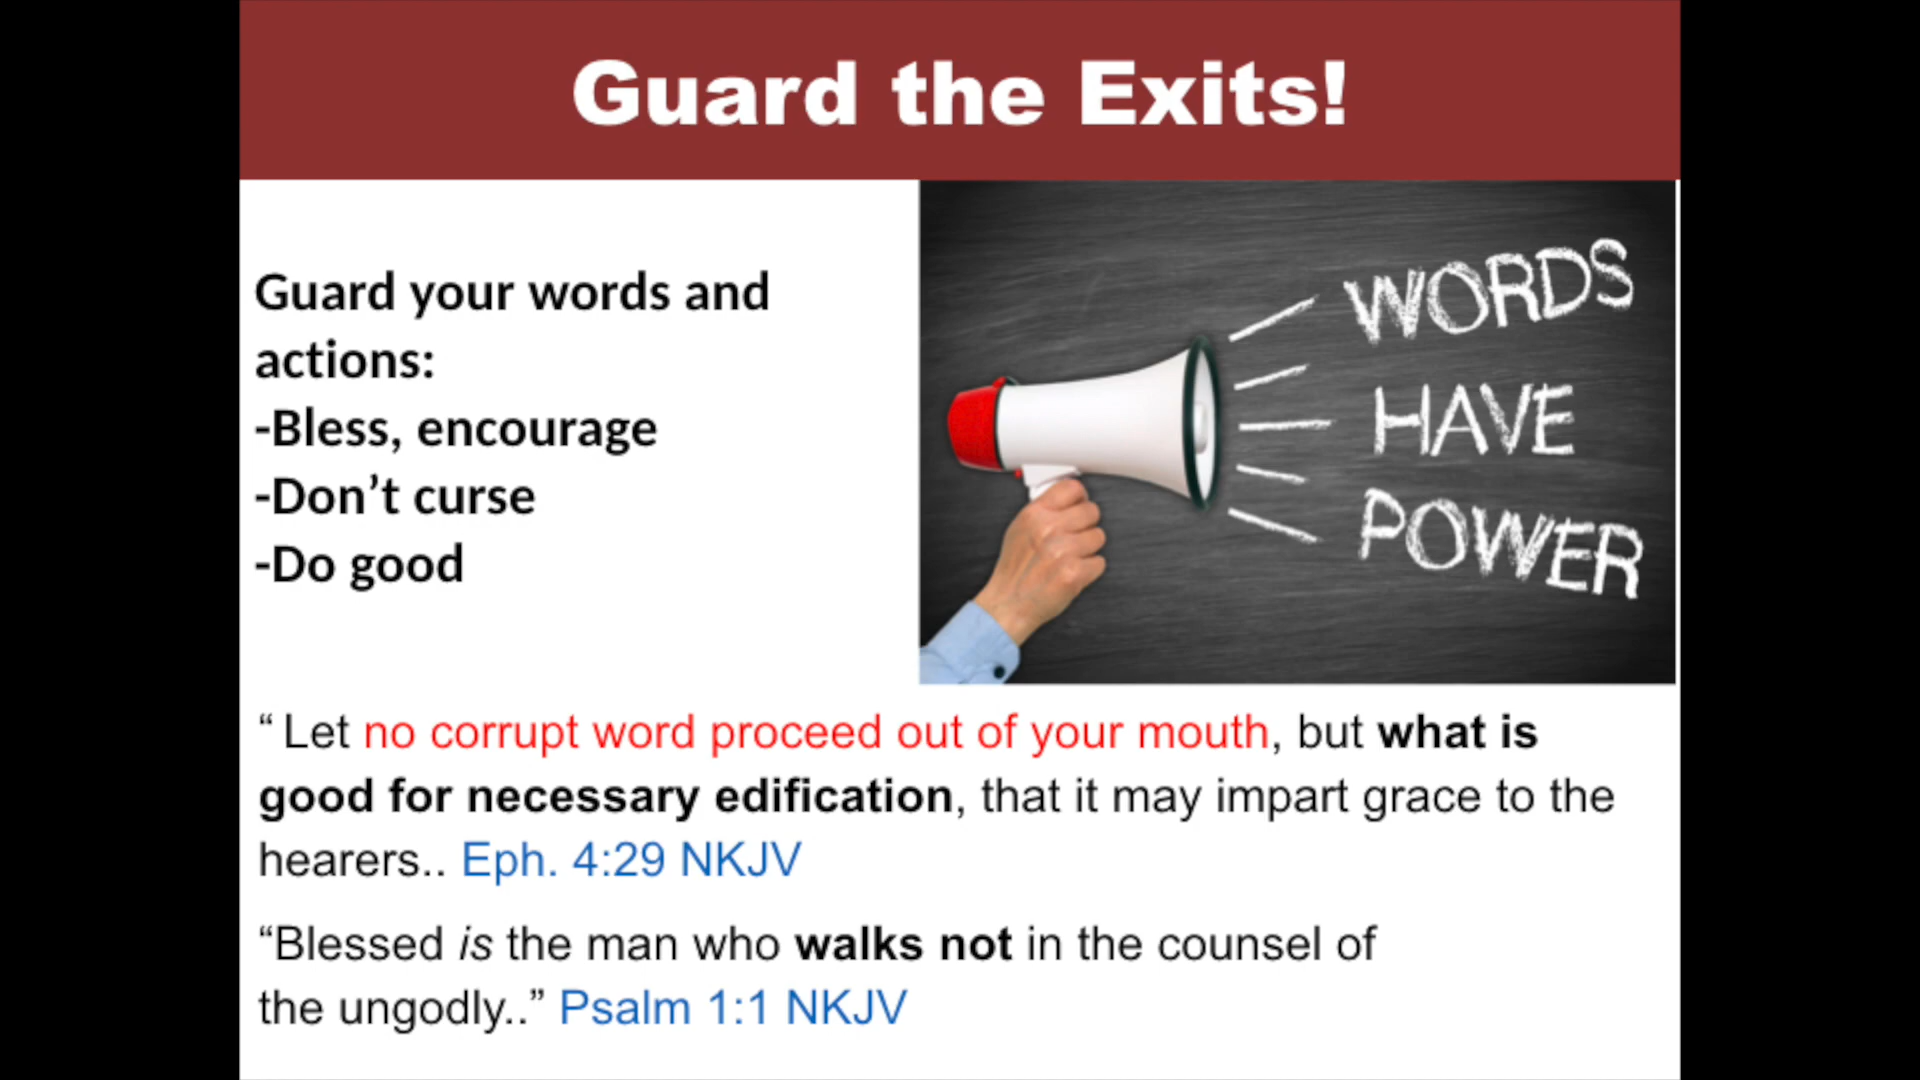 Guard the Exits!
Guard your words and
actions:
-Bless, encourage
-Don’t curse
-Do good
WORDS
HAVE
POWER
“ Let no corrupt word proceed out of your mouth, but what is
good for necessary edification, that it may impart grace to the
hearers.. Eph. 4:29 NKJV
“Blessed is the man who walks not in the counsel of
the ungodly..” Psalm 1:1 NKJV